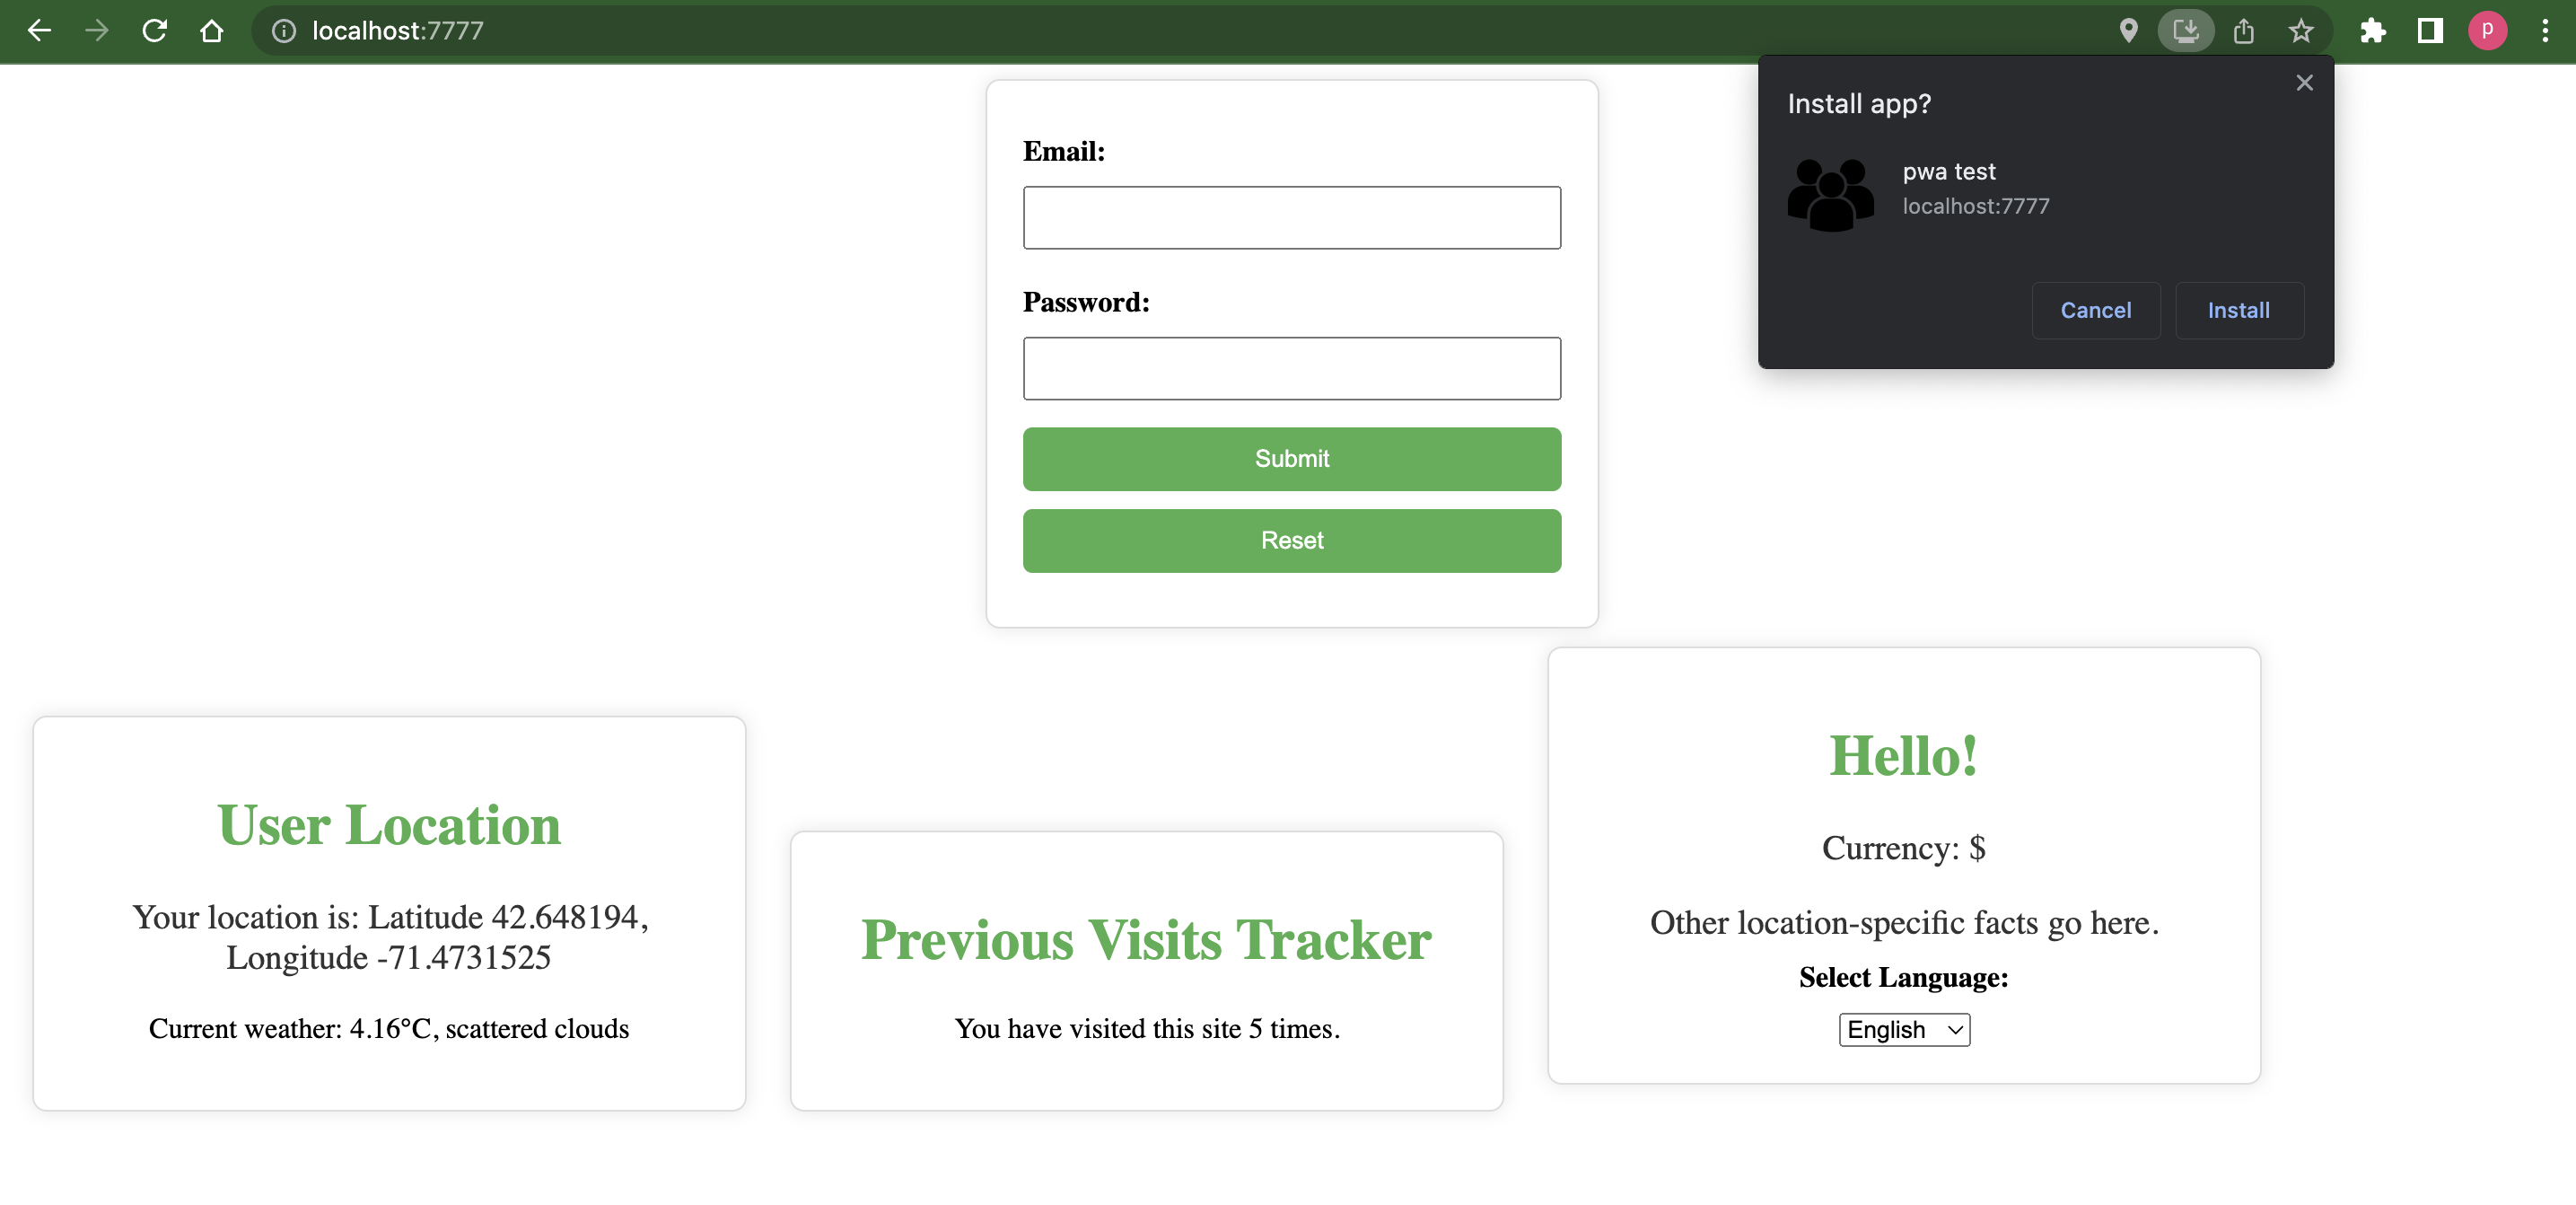 localhost:7777
p
Install app?
pwa test
localhost:7777
Cancel
Install
Email:
Password:
Submit
Reset
User Location
Your location is: Latitude 42.648194,
Longitude -71.4731525
Current weather: 4.16°C, scattered clouds
Previous Visits Tracker
You have visited this site 5 times.
Hello!
Currency: $
Other location-specific facts go here.
Select Language:
English